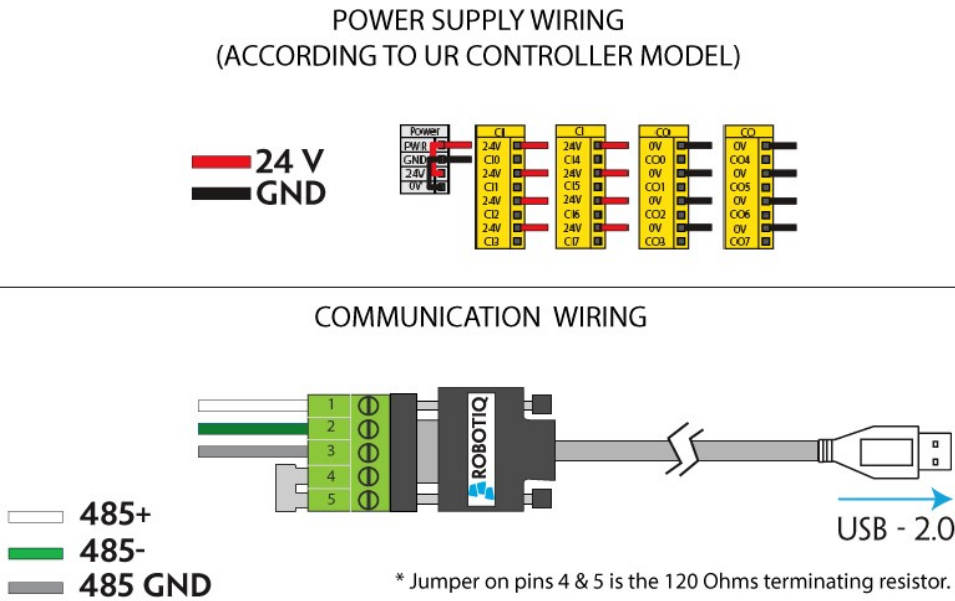 POWER SUPPLY WIRING
(ACCORDING TO UR CONTROLLER MODEL)
24 V
GND
Power
PWR
GND
24V
0V
CI
24V
CI0
24V
CI1
24V
CI2
24V
CI3
CI
24V
CI4
24V
CI5
24V
CI6
24V
CI7
CO
0V
CO0
0V
CO1
0V
CO2
0V
CO3
CO
0V
CO4
0V
CO5
0V
CO6
0V
CO7
COMMUNICATION WIRING
1
2
3
4
5
ROBOTIQ
USB - 2.0
485+
485-
485 GND
* Jumper on pins 4 & 5 is the 120 Ohms terminating resistor.